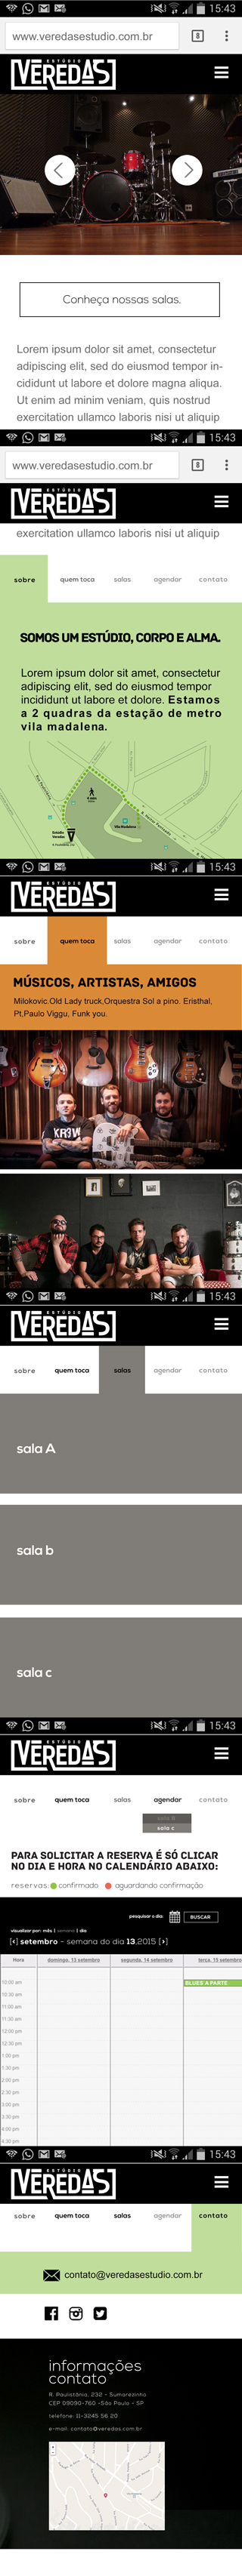 15:43
www.veredasestudio.com.br
8
ESTÚDIO
VEREDAS
Conheça nossas salas.
Lorem ipsum dolor sit amet, consectetur
adipiscing elit, sed do eiusmod tempor in-
cididunt ut labore et dolore magna aliqua.
Ut enim ad minim veniam, quis nostrud
exercitation ullamco laboris nisi ut aliquip
15:43
www.veredasestudio.com.br
8
ESTÚDIO
VEREDAS
exercitation ullamco laboris nisi ut aliquip
sobre quem toca salas agendar contato
SOMOS UM ESTÚDIO, CORPO E ALMA.
Lorem ipsum dolor sit amet, consectetur
adipiscing elit, sed do eiusmod tempor
incididunt ut labore et dolore. Estamos
a 2 quadras da estação de metro
vila madalena.
Estúdio
Veredas
Vila Madalena
15:43
ESTÚDIO
VEREDAS
sobre quem toca salas agendar contato
MÚSICOS, ARTISTAS, AMIGOS
Milokovic.Old Lady truck,Orquestra Sol a pino. Eristhal,
Pt,Paulo Viggu, Funk you.
KR3W
15:43
ESTÚDIO
VEREDAS
sobre quem toca salas agendar contato
sala A
sala b
sala c
15:43
ESTÚDIO
VEREDAS
sobre quem toca salas agendar contato
sala B
sala c
PARA SOLICITAR A RESERVA É SÓ CLICAR
NO DIA E HORA NO CALENDÁRIO ABAIXO:
reservas: confirmado aguardando confirmação
pesquisar o dia: BUSCAR
visualizar por: mês | semana | dia
[<] setembro - semana do dia 13,2015 [>]
Hora domingo, 13 setembro segunda, 14 setembro terca, 15 setembro
10:00 am BLUES A PARTE
10:30 am
11:00 am
11:30 am
12:00 pm
12:30 pm
1:00 pm
1:30 pm
2:00 pm
2:30 pm
3:00 pm
3:30 pm
4:00 pm
4:30 pm
15:43
ESTÚDIO
VEREDAS
sobre quem toca salas agendar contato
contato@veredasestudio.com.br
informações
contato
R. Paulistânia, 232 - Sumarezinho
CEP 09090-760 -São Paulo - SP
telefone: 11-3245 56 20
e-mail: contato@veredas.com.br